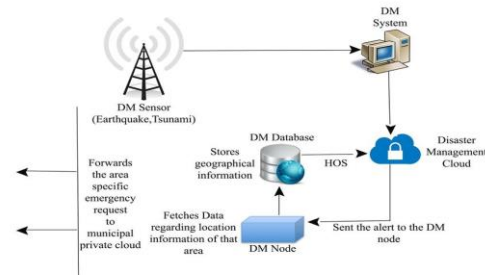 DM
System
DM Sensor
(Earthquake,Tsunami)
DM Database
Stores
geographical
information
HOS
Disaster
Management
Cloud
Forwards
the area
specific
emergency
request
to
municipal
private cloud
Fetches Data
regarding location
information of that
area
DM Node
Sent the alert to the DM
node